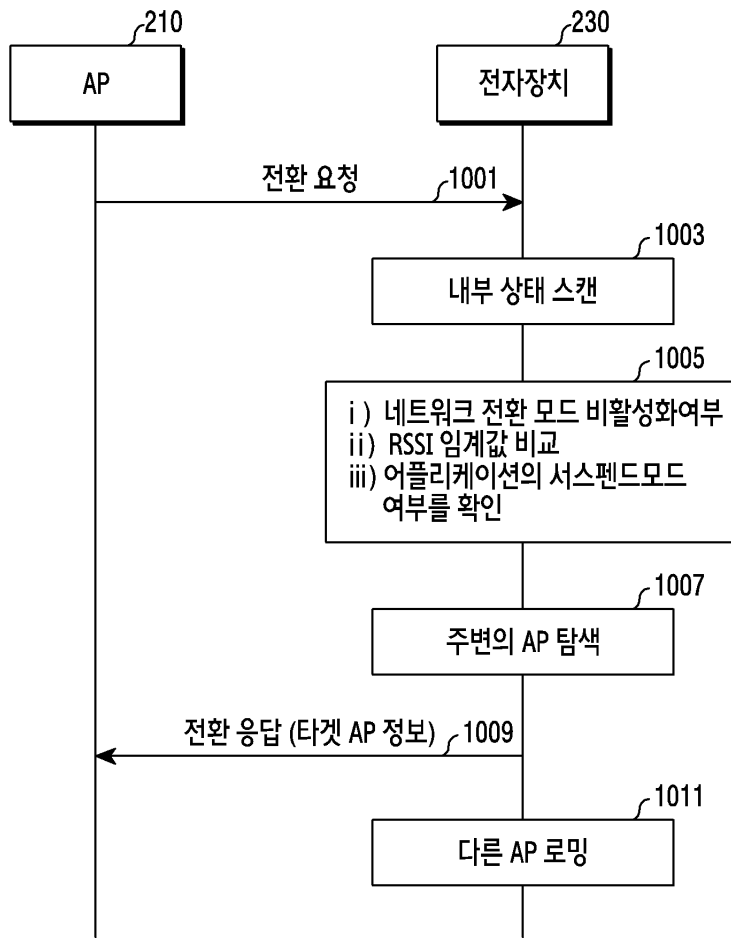 210
230
AP
전자장치
전환 요청
1001
1003
내부 상태 스캔
1005
i) 네트워크 전환 모드 비활성화여부
ii) RSSI 임계값 비교
iii) 어플리케이션의 서스펜드모드
여부를 확인
1007
주변의 AP 탐색
전환 응답 (타겟 AP 정보)
1009
1011
다른 AP 로밍